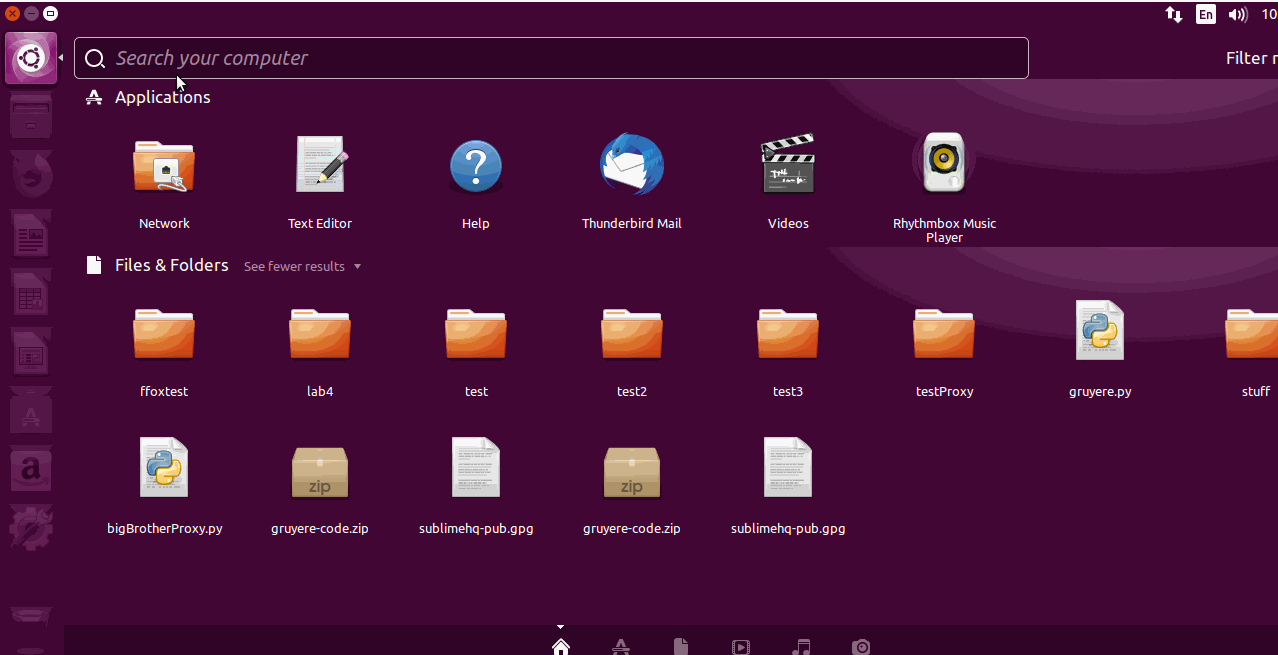 En
10
Search your computer
Filter r
Applications
Network
Text Editor
Help
Thunderbird Mail
Videos
Rhythmbox Music
Player
Files & Folders
See fewer results
ffoxtest
lab4
test
test2
test3
testProxy
gruyere.py
stuff
a
zip
zip
bigBrotherProxy.py
gruyere-code.zip
sublimehq-pub.gpg
gruyere-code.zip
sublimehq-pub.gpg